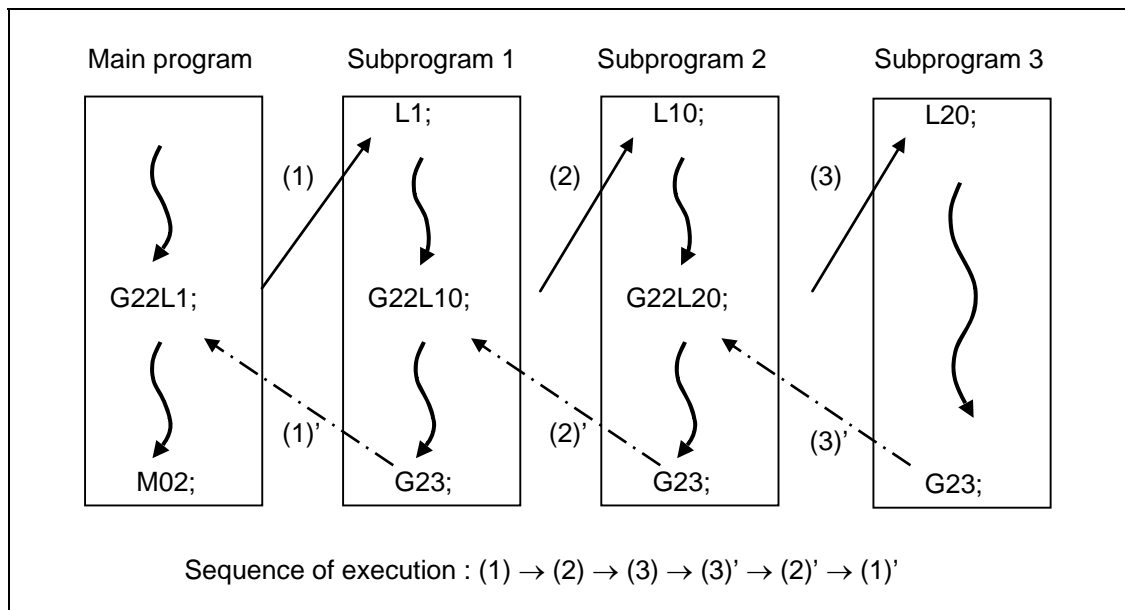 Main program
Subprogram 1
Subprogram 2
Subprogram 3
L1;
L10;
L20;
(1)
(2)
(3)
G22L1;
G22L10;
G22L20;
(1)’
(2)’
(3)’
M02;
G23;
G23;
G23;
Sequence of execution : (1) → (2) → (3) → (3)’ → (2)’ → (1)’